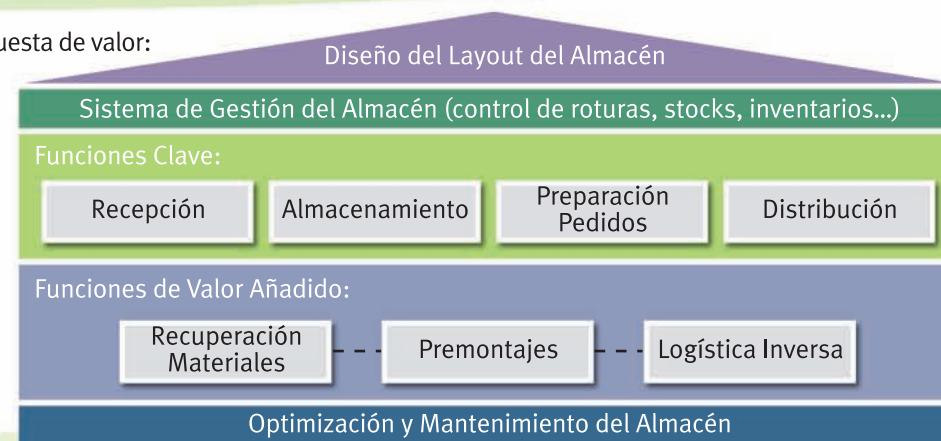 uesta de valor:
Diseño del Layout del Almacén
Sistema de Gestión del Almacén (control de roturas, stocks, inventarios...)
Funciones Clave:
Recepción
Almacenamiento
Preparación
Pedidos
Distribución
Funciones de Valor Añadido:
Recuperación
Materiales
Premontajes
Logística Inversa
Optimización y Mantenimiento del Almacén